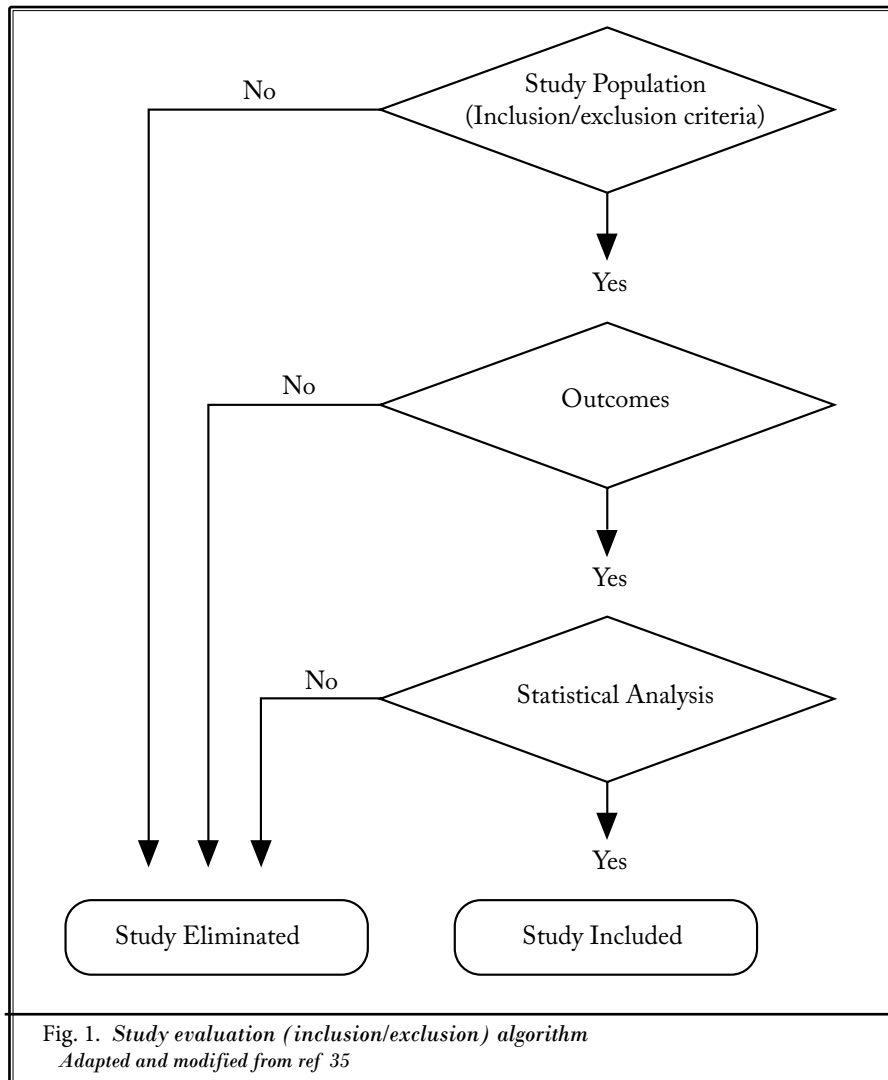 Study Population
(Inclusion/exclusion criteria)
No
Yes
Outcomes
No
Yes
Statistical Analysis
No
Yes
Study Eliminated
Study Included
Fig. 1. Study evaluation (inclusion/exclusion) algorithm
Adapted and modified from ref 35